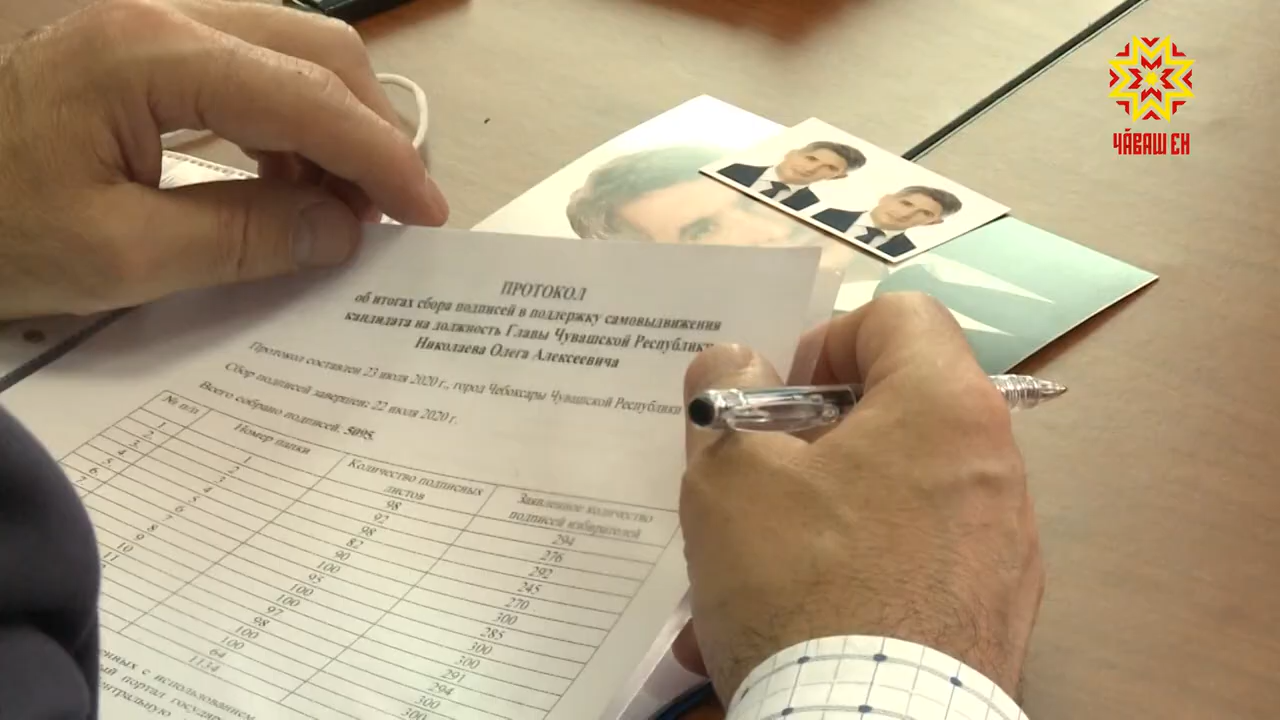 ЧӐВАШ ЕН
ПРОТОКОЛ
об итогах сбора подписей в поддержку самовыдвижения
кандидата на должность Главы Чувашской Республики
Николаева Олега Алексеевича
Протокол составлен 23 июля 2020 г., город Чебоксары Чувашской Республики
Сбор подписей завершен: 22 июля 2020 г.
Всего собрано подписей: 5095.
№ п/п
Номер папки
Количество подписных
листов
Заявленное количество
подписей избирателей
1 1 98 294
2 2 92 276
3 3 98 292
4 4 82 245
5 5 90 270
6 6 100 300
7 7 95 285
8 100 300
9 100 300
10 97 291
11 98 294
100 300
100 300
64
1134